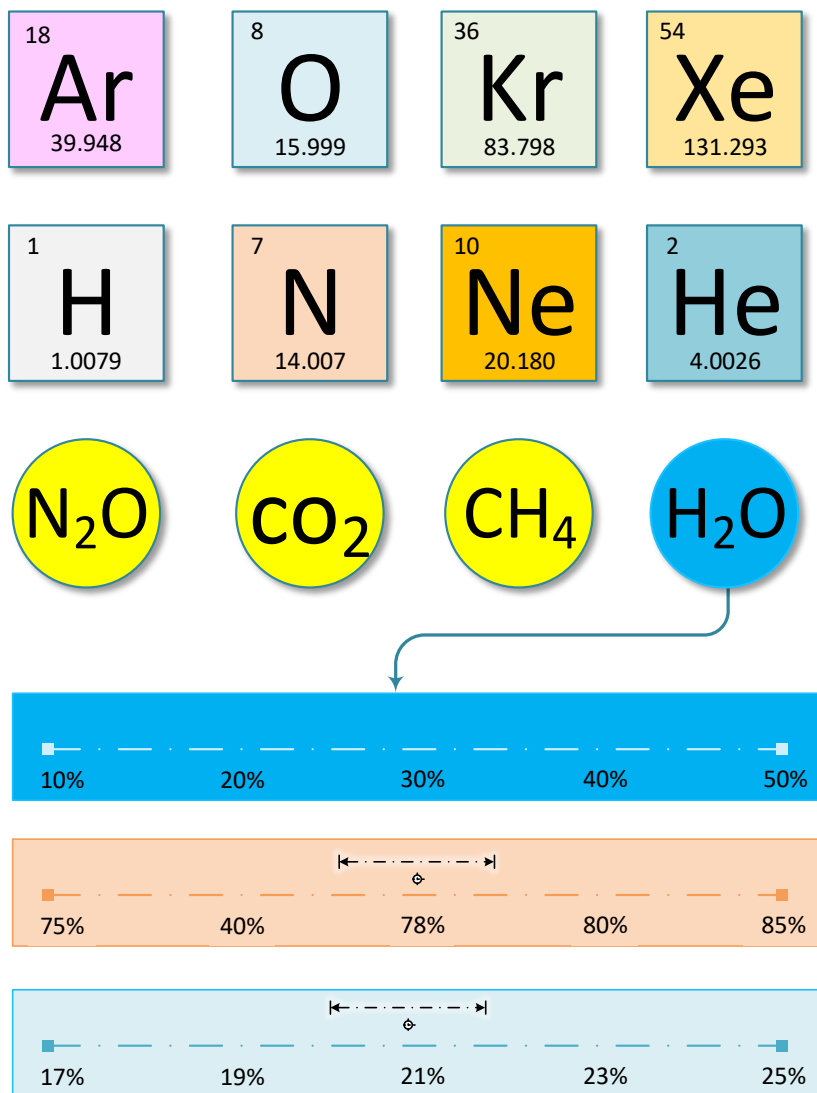 18 8 36 54
Ar O Kr Xe
39.948 15.999 83.798 131.293
1 7 10 2
H N Ne He
1.0079 14.007 20.180 4.0026
N₂O co₂ CH₄ H₂O
10% 20% 30% 40% 50%
75% 40% 78% 80% 85%
17% 19% 21% 23% 25%